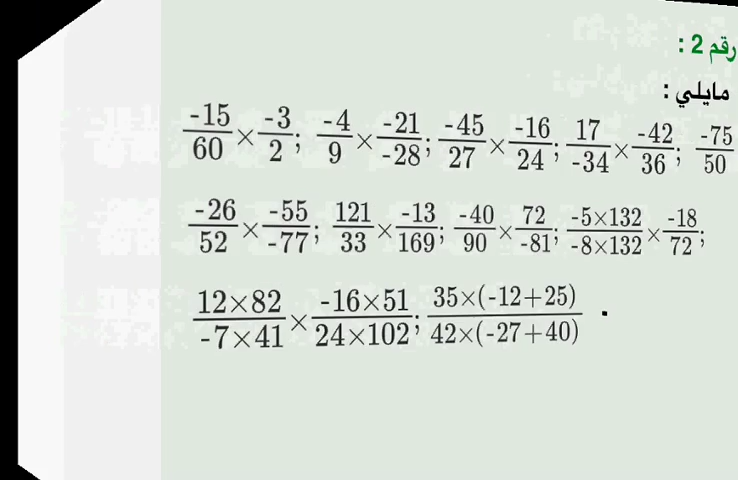 رقم 2 :
مايلي :
-15/60 × -3/2 ; -4/9 × -21/-28 ; -45/27 × -16/24 ; 17/-34 × -42/36 ; -75/50
-26/52 × -55/-77 ; 121/33 × -13/169 ; -40/90 × 72/-81 ; -5×132/-8×132 × -18/72 ;
12×82/-7×41 × -16×51/24×102 ; 35×(-12+25)/42×(-27+40) .